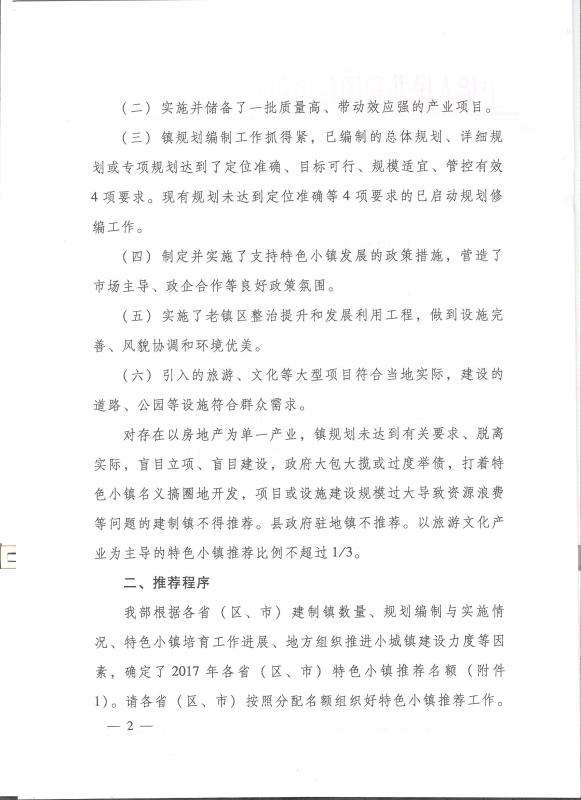 （二）实施并储备了一批质量高、带动效应强的产业项目。
（三）镇规划编制工作抓得紧，已编制的总体规划、详细规
划或专项规划达到了定位准确、目标可行、规模适宜、管控有效
4 项要求。现有规划未达到定位准确等 4 项要求的已启动规划修
编工作。
（四）制定并实施了支持特色小镇发展的政策措施，营造了
市场主导、政企合作等良好政策氛围。
（五）实施了老镇区整治提升和发展利用工程，做到设施完
善、风貌协调和环境优美。
（六）引入的旅游、文化等大型项目符合当地实际，建设的
道路、公园等设施符合群众需求。
对存在以房地产为单一产业，镇规划未达到有关要求、脱离
实际，盲目立项、盲目建设，政府大包大揽或过度举债，打着特
色小镇名义搞圈地开发，项目或设施建设规模过大导致资源浪费
等问题的建制镇不得推荐。县政府驻地镇不推荐。以旅游文化产
业为主导的特色小镇推荐比例不超过 1/3。
二、推荐程序
我部根据各省（区、市）建制镇数量、规划编制与实施情
况、特色小镇培育工作进展、地方组织推进小城镇建设力度等因
素，确定了 2017 年各省（区、市）特色小镇推荐名额（附件
1）。请各省（区、市）按照分配名额组织好特色小镇推荐工作。
— 2 —